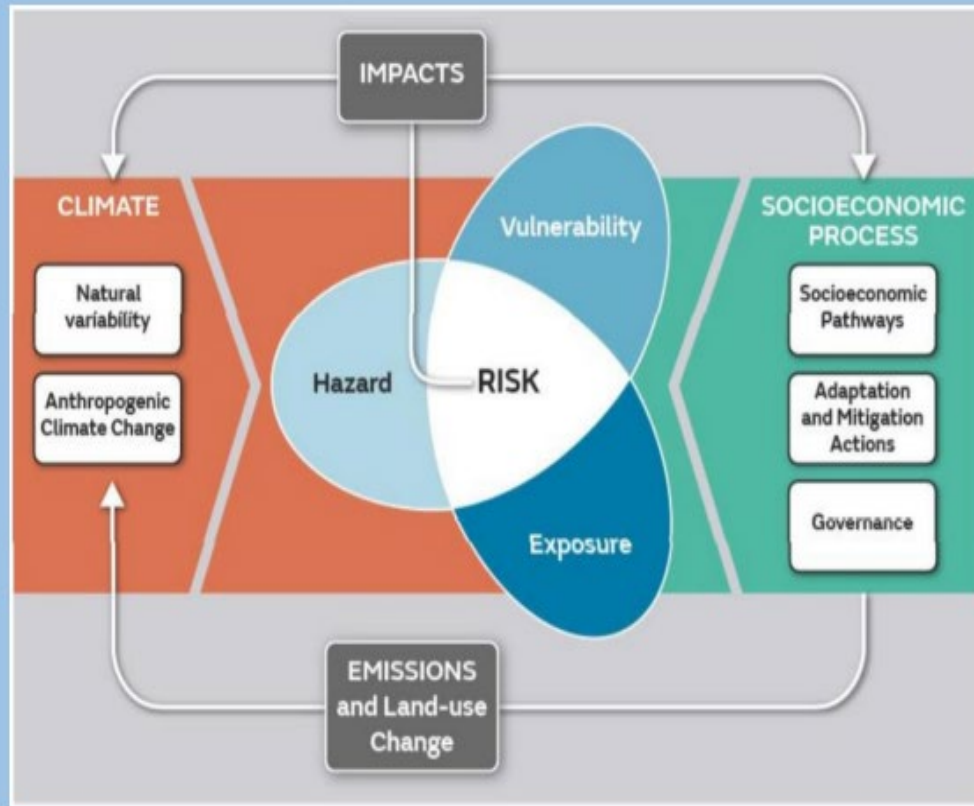 IMPACTS
CLIMATE
Natural
variability
Anthropogenic
Climate Change
Vulnerability
Hazard
RISK
Exposure
SOCIOECONOMIC
PROCESS
Socioeconomic
Pathways
Adaptation
and Mitigation
Actions
Governance
EMISSIONS
and Land-use
Change